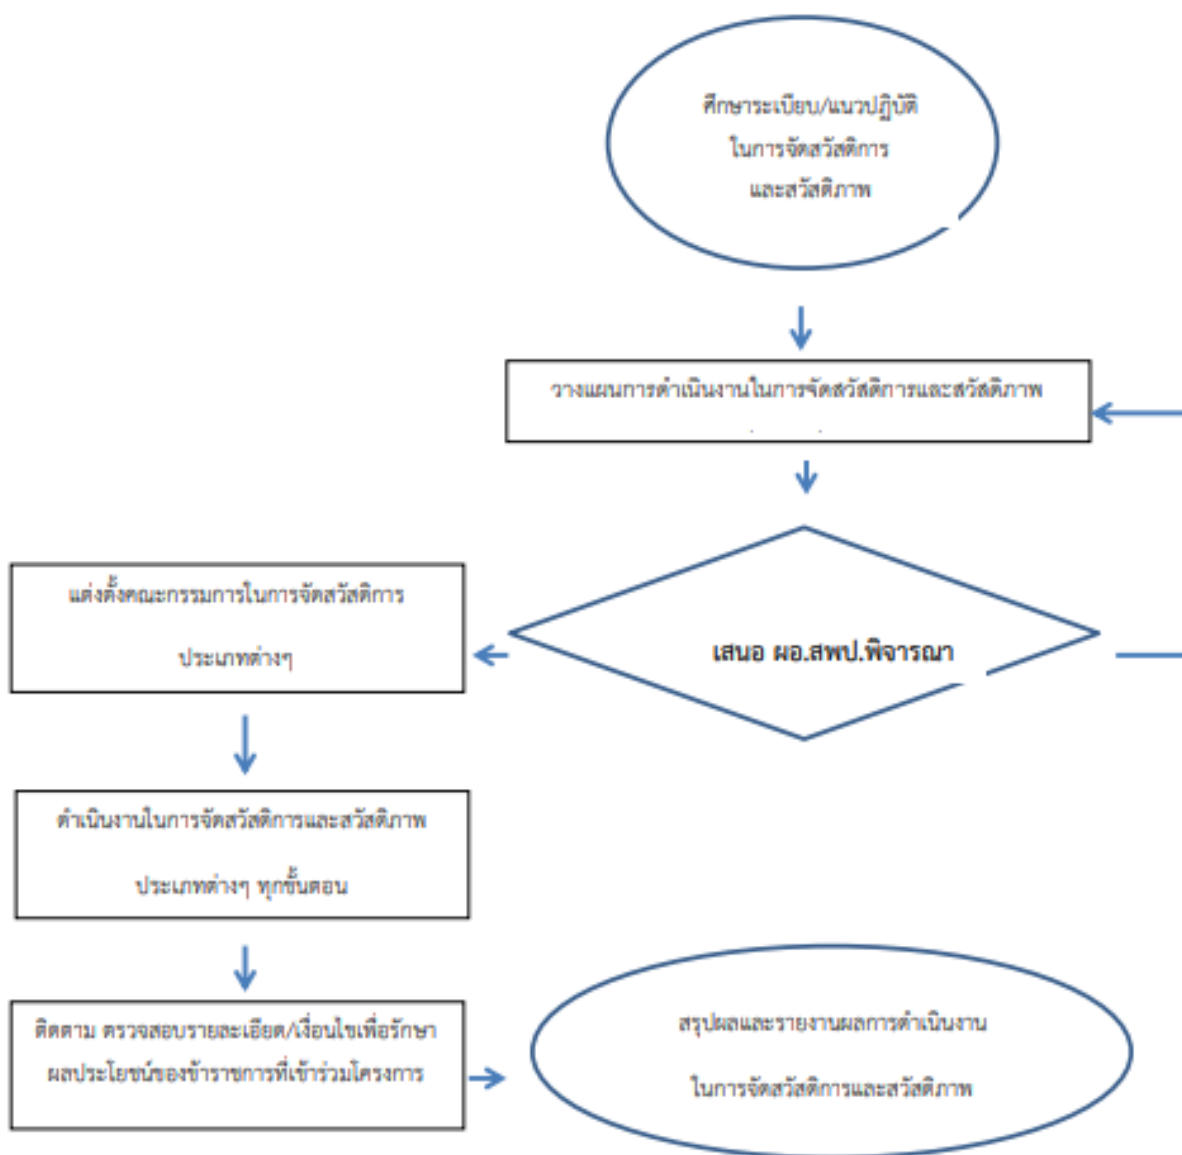 ศึกษาระเบียบ/แนวปฏิบัติ
ในการจัดสวัสดิการ
และสวัสดิภาพ
วางแผนการดำเนินงานในการจัดสวัสดิการและสวัสดิภาพ
เสนอ ผอ.สพป.พิจารณา
แต่งตั้งคณะกรรมการในการจัดสวัสดิการ
ประเภทต่างๆ
ดำเนินงานในการจัดสวัสดิการและสวัสดิภาพ
ประเภทต่างๆ ทุกขั้นตอน
ติดตาม ตรวจสอบรายละเอียด/เงื่อนไขเพื่อรักษา
ผลประโยชน์ของข้าราชการที่เข้าร่วมโครงการ
สรุปผลและรายงานผลการดำเนินงาน
ในการจัดสวัสดิการและสวัสดิภาพ